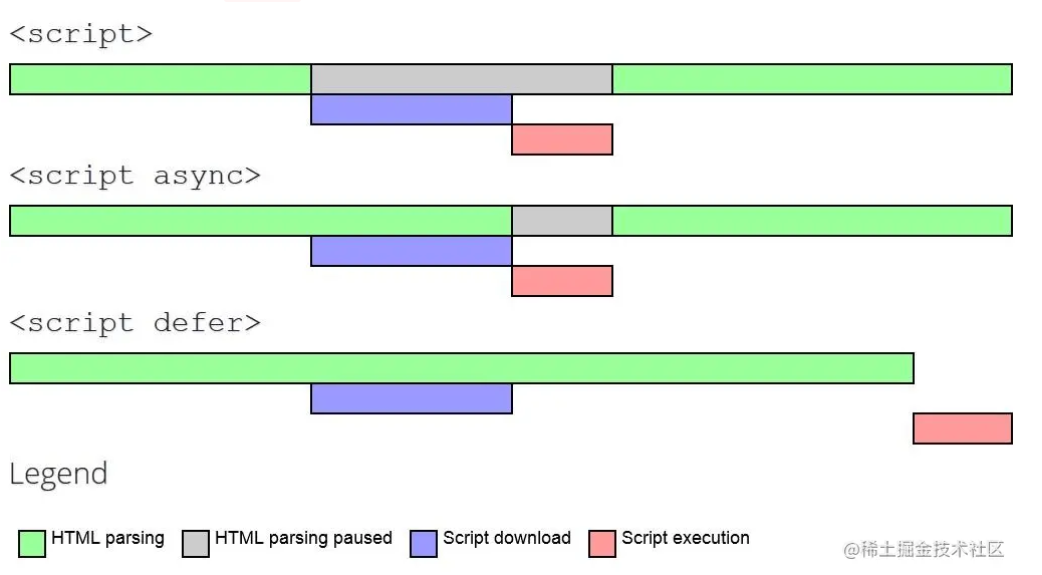 <script>
<script async>
<script defer>
Legend
HTML parsing HTML parsing paused Script download Script execution
@稀土掘金技术社区